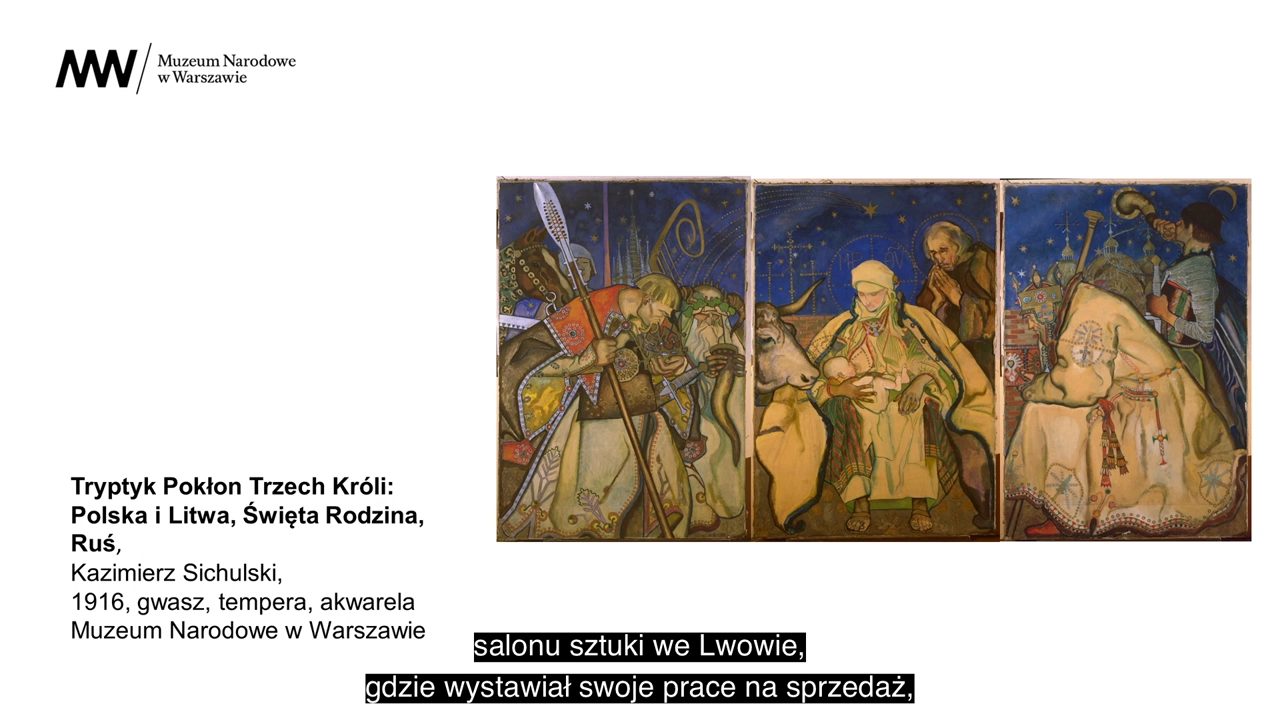 MW/ Muzeum Narodowe
w Warszawie
Tryptyk Pokłon Trzech Króli:
Polska i Litwa, Święta Rodzina,
Ruś,
Kazimierz Sichulski,
1916, gwasz, tempera, akwarela
Muzeum Narodowe w Warszawie
salonu sztuki we Lwowie,
gdzie wystawiał swoje prace na sprzedaż,